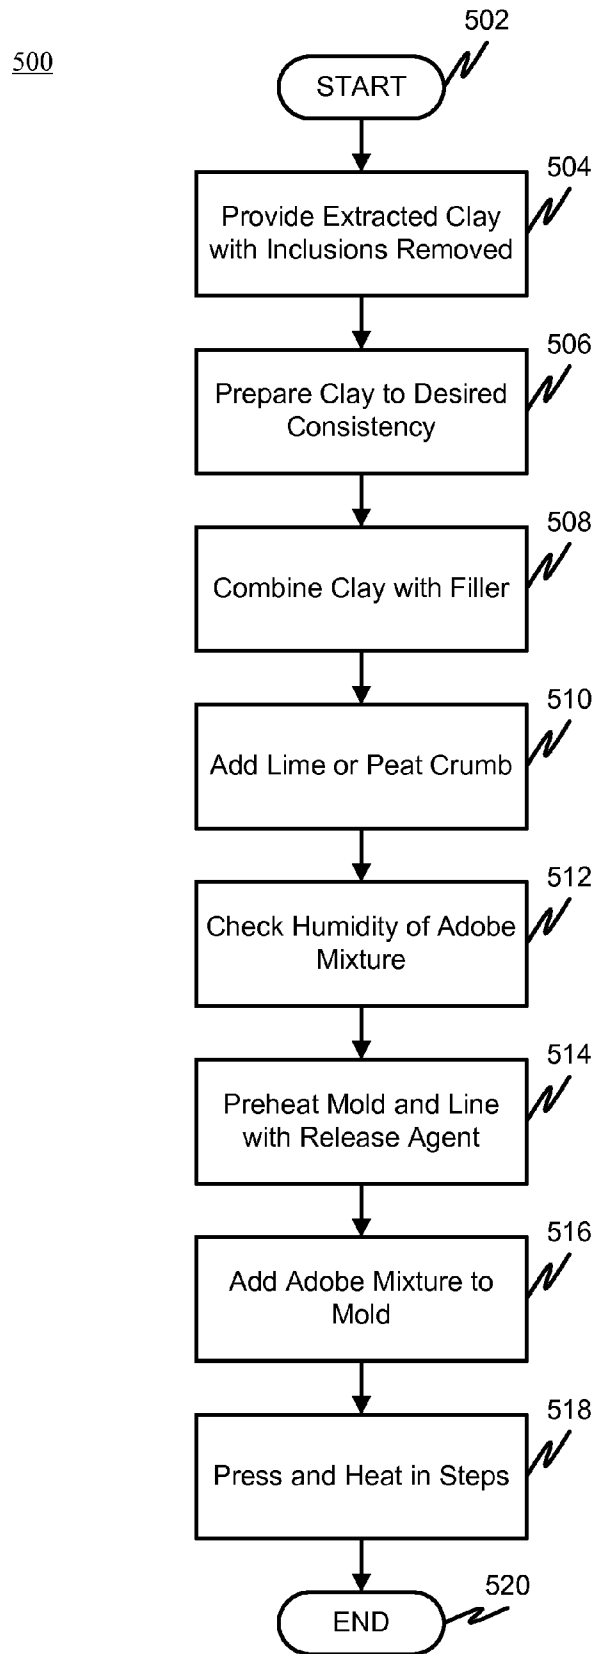 502
500
START
504
Provide Extracted Clay
with Inclusions Removed
506
Prepare Clay to Desired
Consistency
508
Combine Clay with Filler
510
Add Lime or Peat Crumb
512
Check Humidity of Adobe
Mixture
514
Preheat Mold and Line
with Release Agent
516
Add Adobe Mixture to
Mold
518
Press and Heat in Steps
520
END